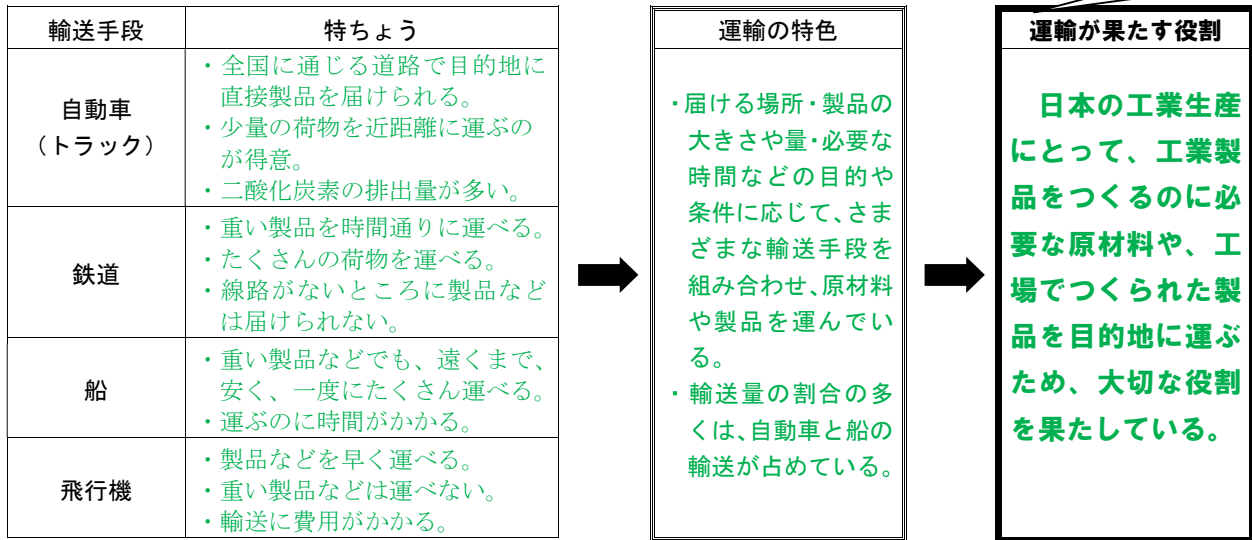 輸送手段
特ちょう
自動車
（トラック）
・全国に通じる道路で目的地に
直接製品を届けられる。
・少量の荷物を近距離に運ぶの
が得意。
・二酸化炭素の排出量が多い。
鉄道
・重い製品を時間通りに運べる。
・たくさんの荷物を運べる。
・線路がないところに製品など
は届けられない。
船
・重い製品などでも、遠くまで、
安く、一度にたくさん運べる。
・運ぶのに時間がかかる。
飛行機
・製品などを早く運べる。
・重い製品などは運べない。
・輸送に費用がかかる。
運輸の特色
・届ける場所・製品の
大きさや量・必要な
時間などの目的や
条件に応じて、さま
ざまな輸送手段を
組み合わせ、原材料
や製品を運んでい
る。
・輸送量の割合の多
くは、自動車と船の
輸送が占めている。
運輸が果たす役割
日本の工業生産
にとって、工業製
品をつくるのに必
要な原材料や、工
場でつくられた製
品を目的地に運ぶ
ため、大切な役割
を果たしている。